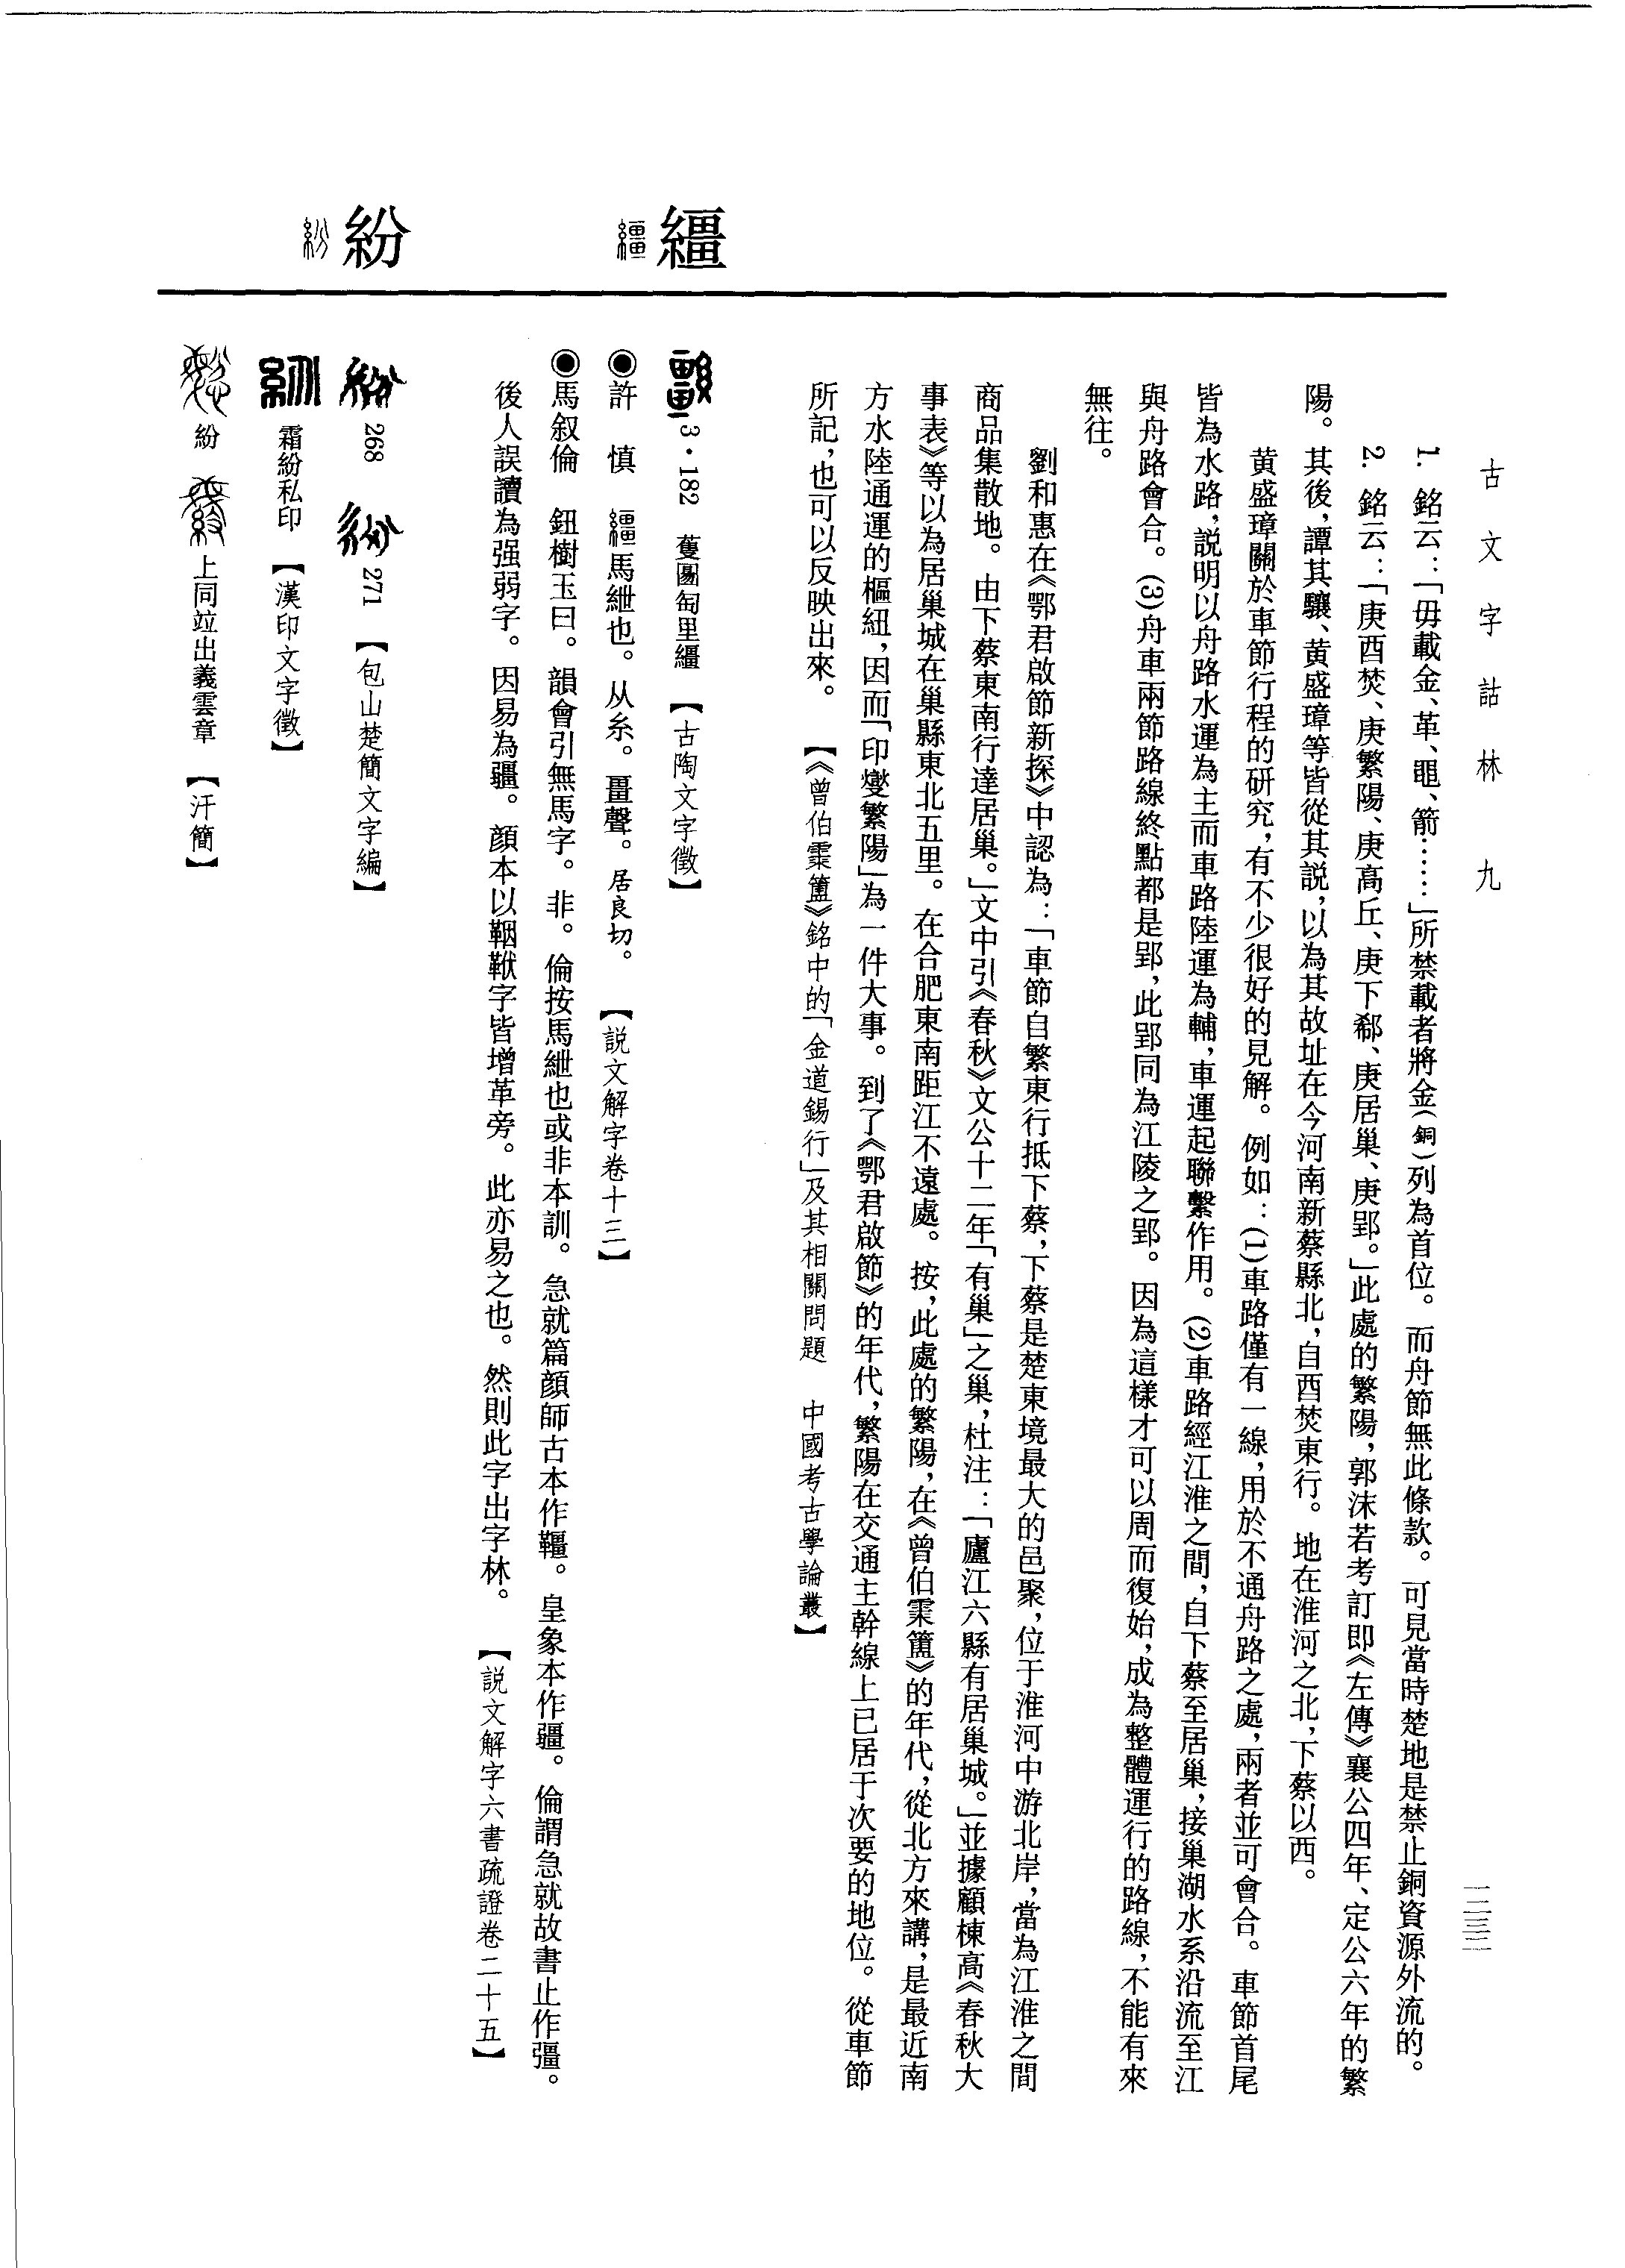 古文字詁林 九
一二三二
1. 銘云：「毋載金、革、黽、箭……」所禁載者將金(銅)列為首位。而舟節無此條款。可見當時楚地是禁止銅資源外流的。
2. 銘云：「庚酉焚、庚繁陽、庚高丘、庚下鄀、庚居巢、庚郢。」此處的繁陽，郭沫若考訂即《左傳》襄公四年、定公六年的繁
陽。其後，譚其驤、黄盛璋等皆從其説，以為其故址在今河南新蔡縣北，自酉焚東行。地在淮河之北，下蔡以西。
黄盛璋關於車節行程的研究，有不少很好的見解。例如：(1)車路僅有一線，用於不通舟路之處，兩者並可會合。車節首尾
皆為水路，説明以舟路水運為主而車路陸運為輔，車運起聯繫作用。(2)車路經江淮之間，自下蔡至居巢，接巢湖水系沿流至江
與舟路會合。(3)舟車兩節路線終點都是郢，此郢同為江陵之郢。因為這樣才可以周而復始，成為整體運行的路線，不能有來
無往。
劉和惠在《鄂君啟節新探》中認為：「車節自繁東行抵下蔡，下蔡是楚東境最大的邑聚，位于淮河中游北岸，當為江淮之間
商品集散地。由下蔡東南行達居巢。」文中引《春秋》文公十二年「有巢」之巢，杜注：「廬江六縣有居巢城。」並據顧棟高《春秋大
事表》等以為居巢城在巢縣東北五里。在合肥東南距江不遠處。按，此處的繁陽，在《曾伯霥簠》的年代，從北方來講，是最近南
方水陸通運的樞紐，因而「印燮繁陽」為一件大事。到了《鄂君啟節》的年代，繁陽在交通主幹線上已居于次要的地位。從車節
所記，也可以反映出來。【《曾伯霥簠》銘中的「金道錫行」及其相關問題 中國考古學論叢】
繮 繮
3·182 蒦圖匋里繮【古陶文字徵】
◉許 慎 繮馬紲也。从糸。畺聲。居良切。【説文解字卷十三】
◉馬叙倫 鈕樹玉曰。韻會引無馬字。非。倫按馬紲也或非本訓。急就篇顔師古本作韁。皇象本作疆。倫謂急就故書止作彊。
後人誤讀為强弱字。因易為疆。顔本以鞇靯字皆增革旁。此亦易之也。然則此字出字林。【説文解字六書疏證卷二十五】
紛 紛
268 271【包山楚簡文字編】
霜紛私印【漢印文字徵】
紛 上同竝出義雲章【汗簡】